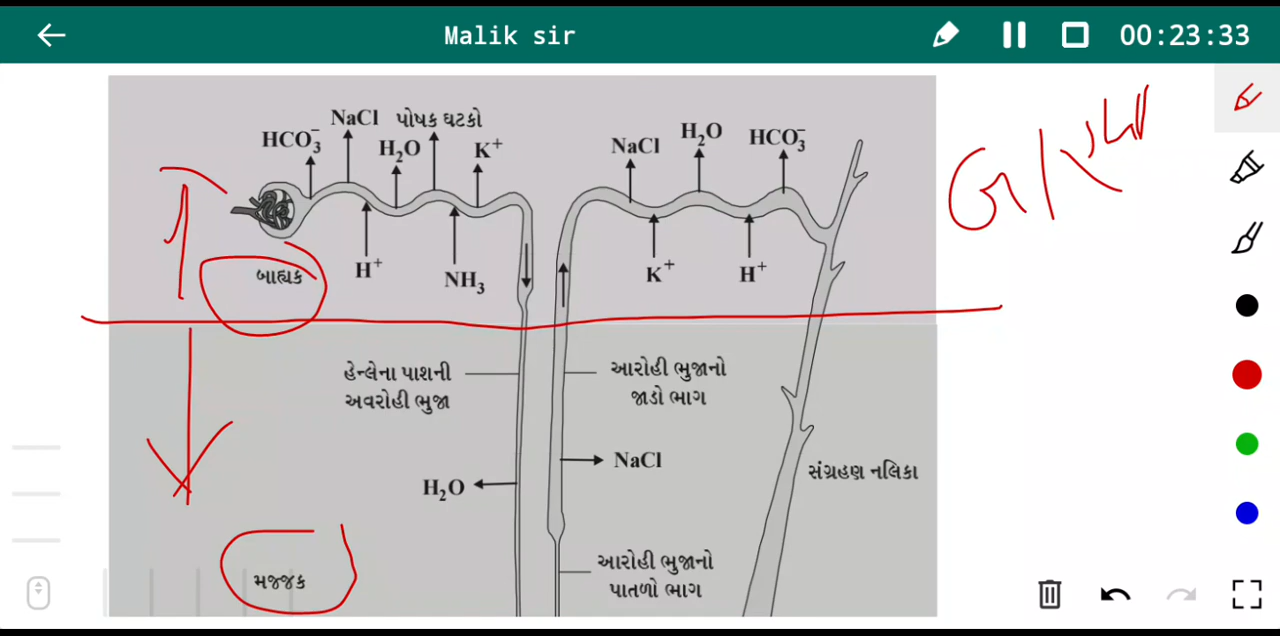 Malik sir
00:23:33
HCO₃⁻
NaCl
પોષક ઘટકો
H₂O
K⁺
NaCl
H₂O
HCO₃⁻
બાહ્યક
H⁺
NH₃
K⁺
H⁺
હેન્લેના પાશની
અવરોહી ભુજા
આરોહી ભુજાનો
જાડો ભાગ
NaCl
H₂O
સંગ્રહણ નલિકા
મજ્જક
આરોહી ભુજાનો
પાતળો ભાગ